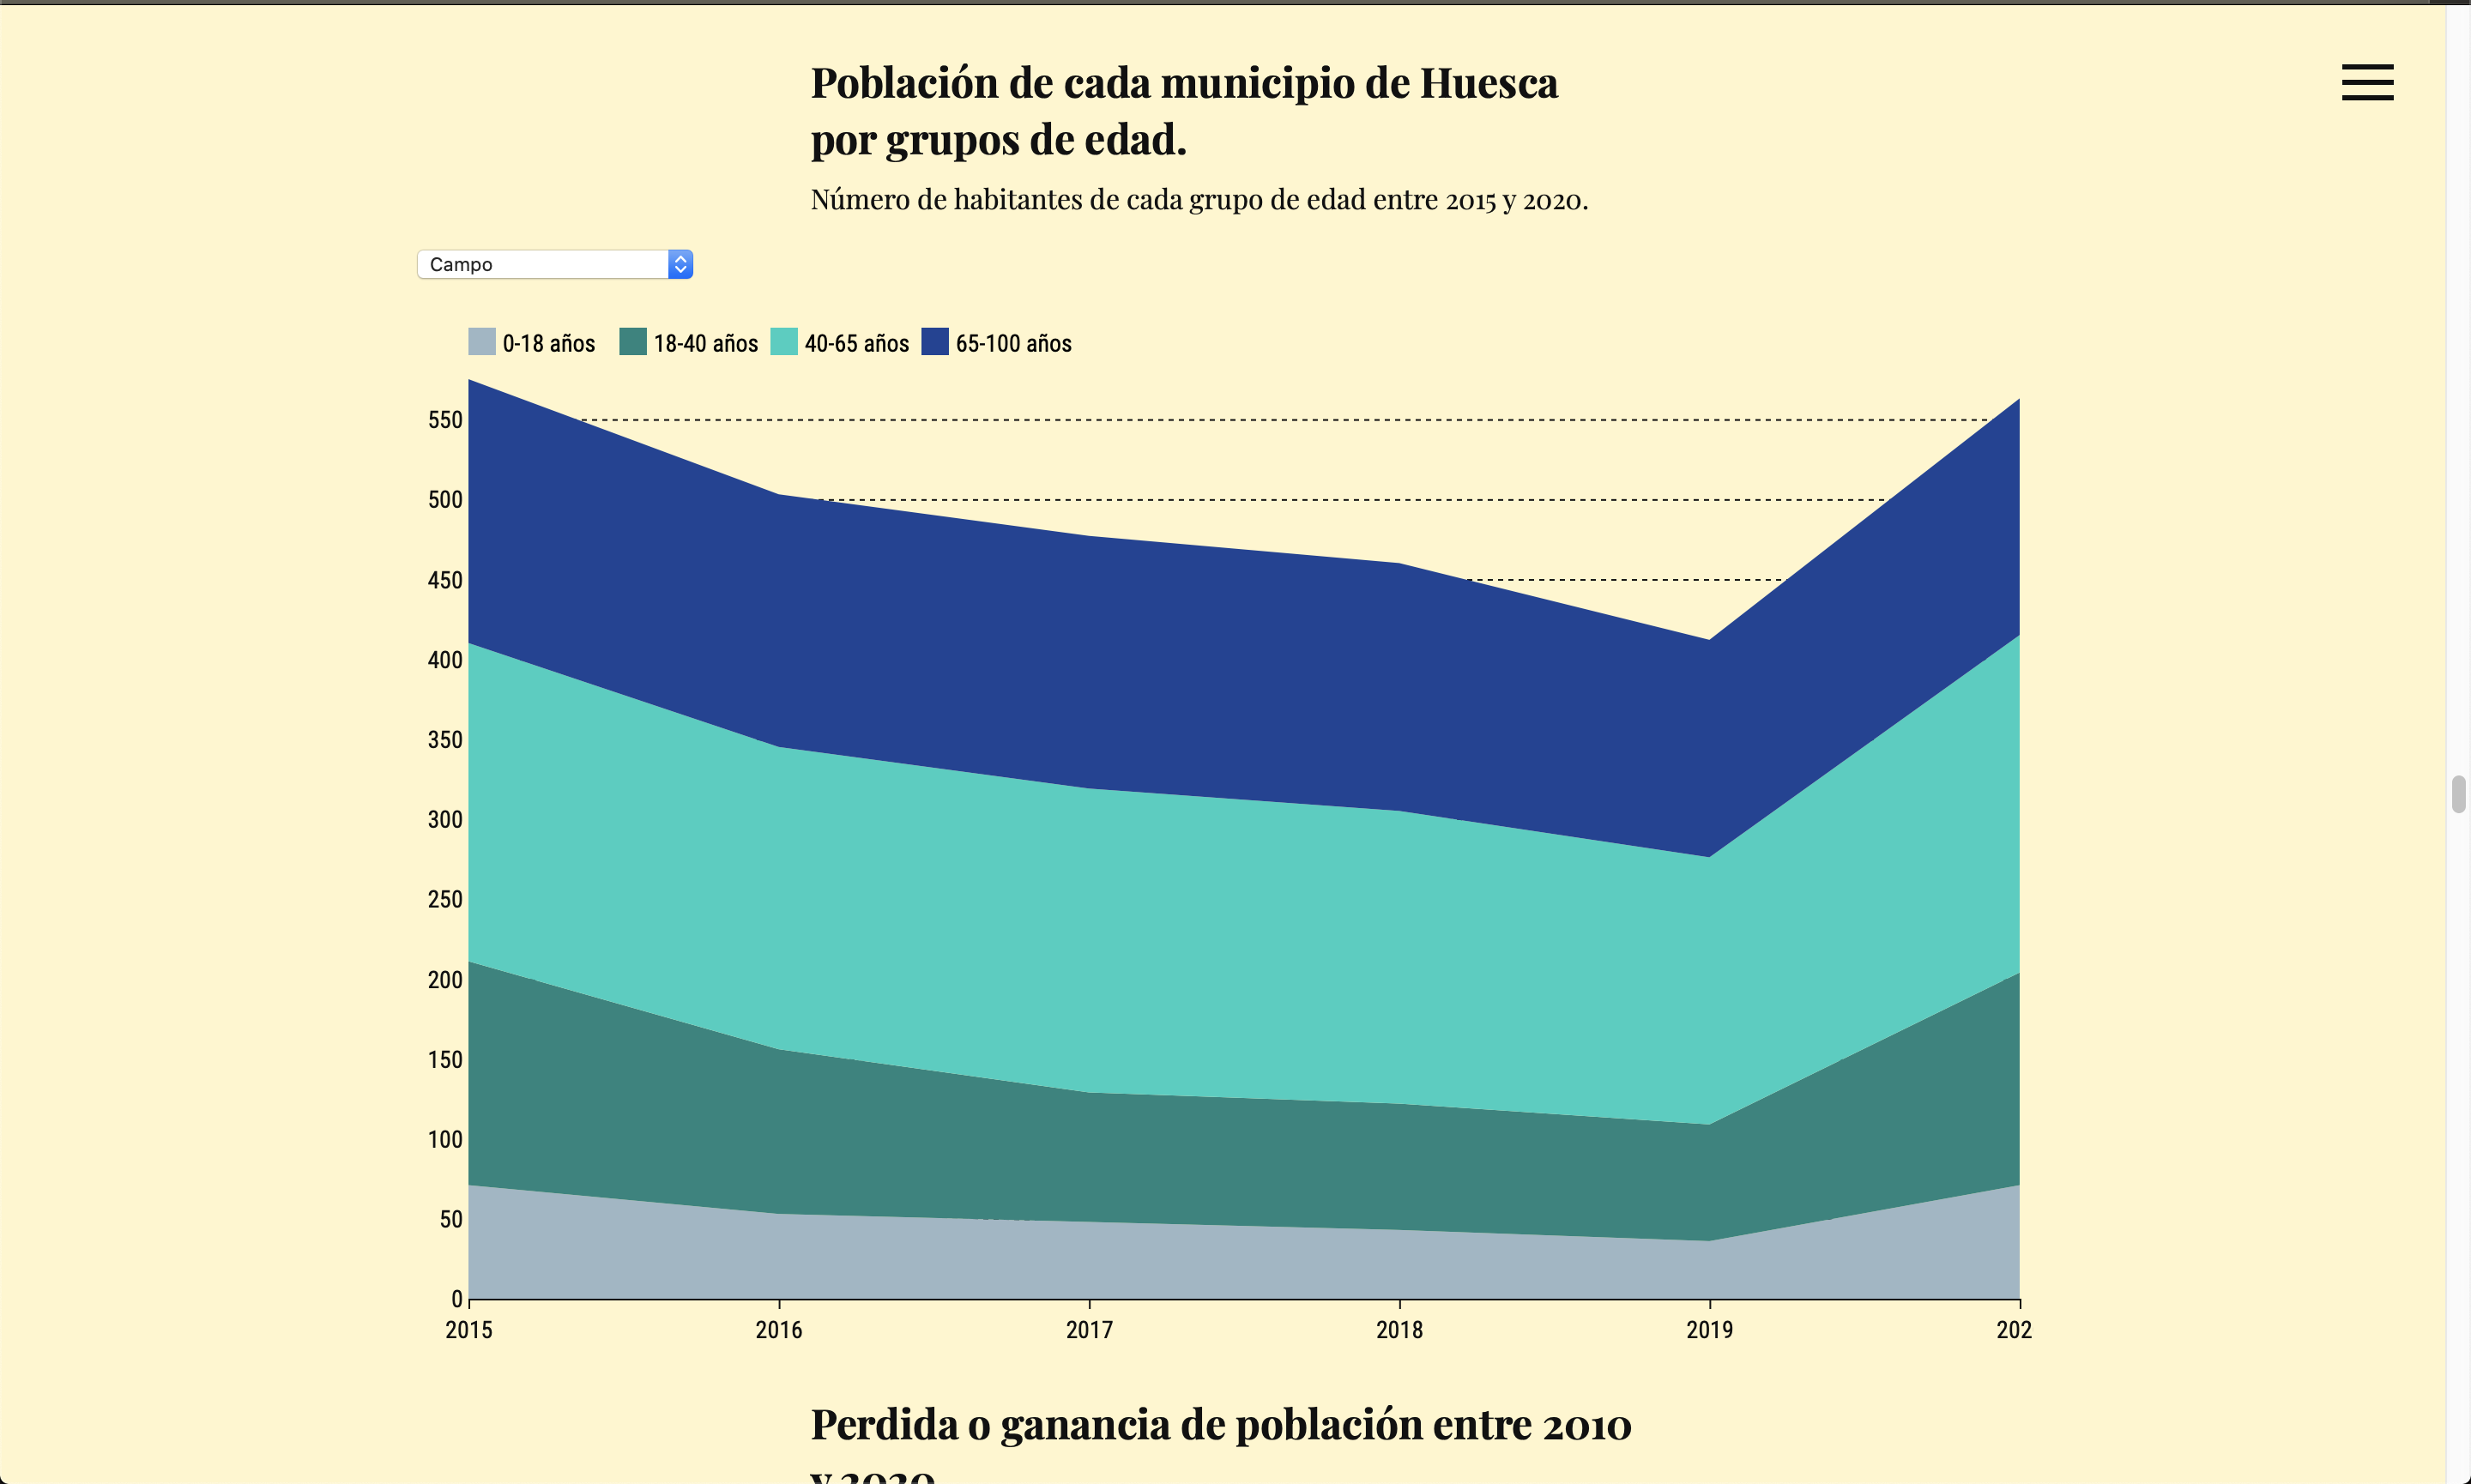 Población de cada municipio de Huesca
por grupos de edad.
Número de habitantes de cada grupo de edad entre 2015 y 2020.
Campo
0-18 años 18-40 años 40-65 años 65-100 años
550
500
450
400
350
300
250
200
150
100
50
0
2015 2016 2017 2018 2019 202
Perdida o ganancia de población entre 2010
y 2020